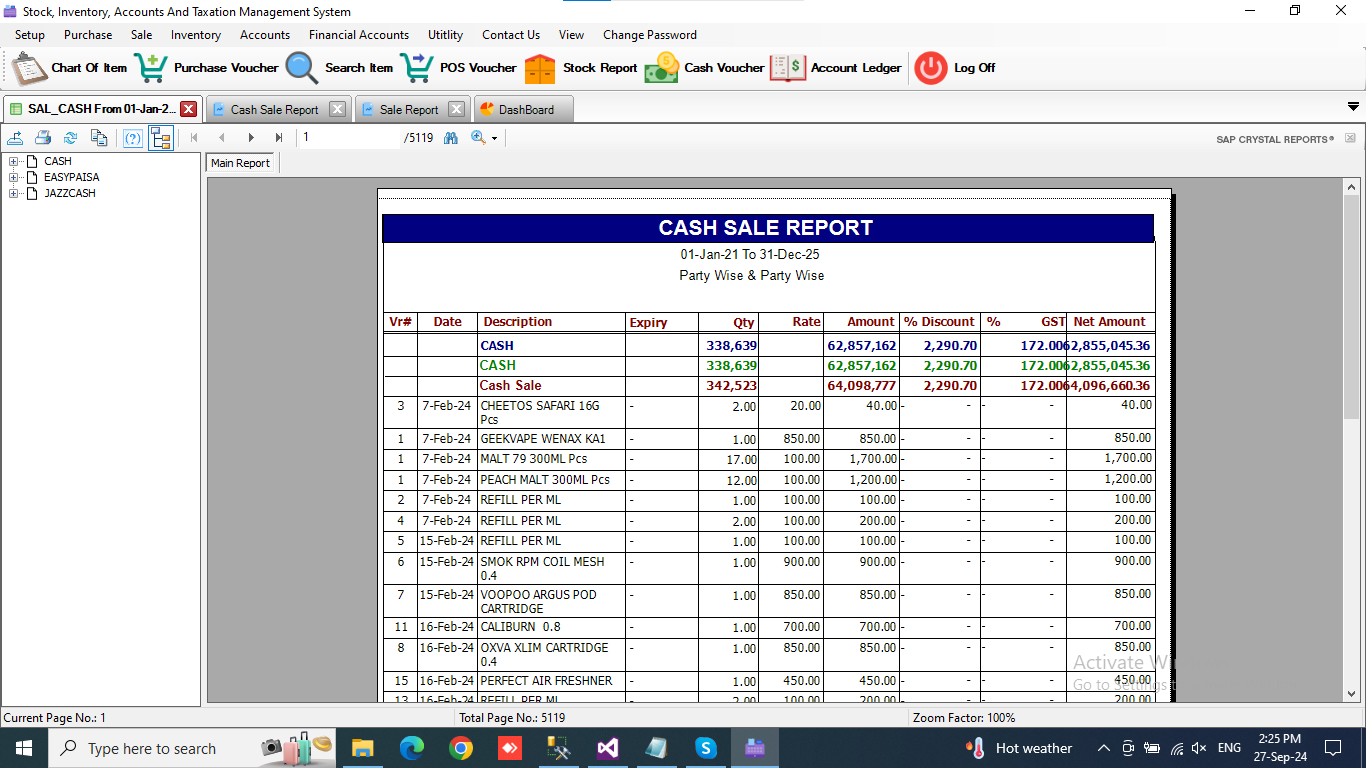 Stock, Inventory, Accounts And Taxation Management System
Setup Purchase Sale Inventory Accounts Financial Accounts Utitlity Contact Us View Change Password
Chart Of Item Purchase Voucher Search Item POS Voucher Stock Report Cash Voucher Account Ledger Log Off
SAL_CASH From 01-Jan-2... Cash Sale Report Sale Report DashBoard
1 /5119 SAP CRYSTAL REPORTS®
CASH
EASYPAISA
JAZZCASH
Main Report
CASH SALE REPORT
01-Jan-21 To 31-Dec-25
Party Wise & Party Wise
Vr# Date Description Expiry Qty Rate Amount % Discount % GST Net Amount
CASH 338,639 62,857,162 2,290.70 172.0062,855,045.36
CASH 338,639 62,857,162 2,290.70 172.0062,855,045.36
Cash Sale 342,523 64,098,777 2,290.70 172.0064,096,660.36
3 7-Feb-24 CHEETOS SAFARI 16G - 2.00 20.00 40.00 - - - - 40.00
Pcs
1 7-Feb-24 GEEKVAPE WENAX KA1 - 1.00 850.00 850.00 - - - - 850.00
1 7-Feb-24 MALT 79 300ML Pcs - 17.00 100.00 1,700.00 - - - - 1,700.00
1 7-Feb-24 PEACH MALT 300ML Pcs - 12.00 100.00 1,200.00 - - - - 1,200.00
2 7-Feb-24 REFILL PER ML - 1.00 100.00 100.00 - - - - 100.00
4 7-Feb-24 REFILL PER ML - 2.00 100.00 200.00 - - - - 200.00
5 15-Feb-24 REFILL PER ML - 1.00 100.00 100.00 - - - - 100.00
6 15-Feb-24 SMOK RPM COIL MESH - 1.00 900.00 900.00 - - - - 900.00
0.4
7 15-Feb-24 VOOPOO ARGUS POD - 1.00 850.00 850.00 - - - - 850.00
CARTRIDGE
11 16-Feb-24 CALIBURN 0.8 - 1.00 700.00 700.00 - - - - 700.00
8 16-Feb-24 OXVA XLIM CARTRIDGE - 1.00 850.00 850.00 - - - - 850.00
0.4
15 16-Feb-24 PERFECT AIR FRESHNER - 1.00 450.00 450.00 - - - - 450.00
13 16-Feb-24 REFILL PER ML - 2.00 100.00 200.00 - - - - 200.00
Activate Wi
Go to Settings t
Current Page No.: 1 Total Page No.: 5119 Zoom Factor: 100%
Type here to search Hot weather ENG 2:25 PM
27-Sep-24